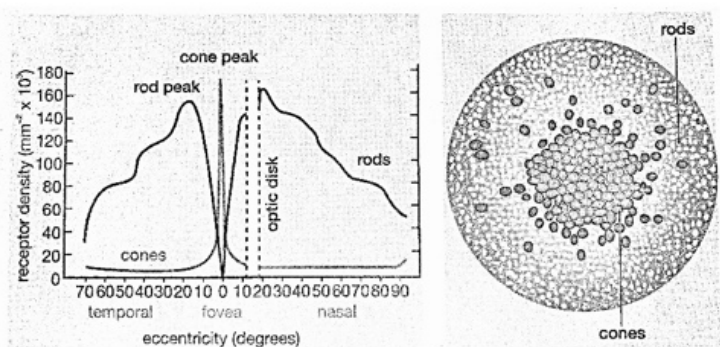 cone peak
rod peak
180
160
140
120
100
80
60
40
20
0
receptor density (mm⁻² x 10³)
cones
optic disk
rods
70 60 50 40 30 20 10 0 10 20 30 40 50 60 70 80 90
temporal fovea nasal
eccentricity (degrees)
rods
cones